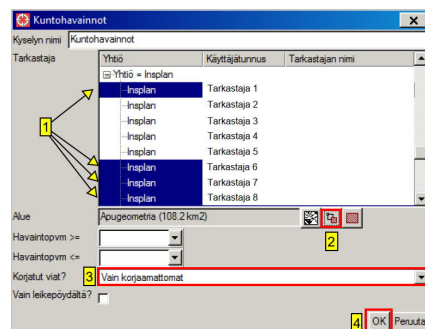 Kuntohavainnot
Kyselyn nimi Kuntohavainnot
Tarkastaja Yhtiö Käyttäjätunnus Tarkastajan nimi
Yhtiö = Insplan
Insplan Tarkastaja 1
Tarkastaja 2
Insplan Tarkastaja 3
Insplan Tarkastaja 4
Insplan Tarkastaja 5
1
Insplan Tarkastaja 6
Insplan Tarkastaja 7
Insplan Tarkastaja 8
Alue Apugeometria (108.2 km2)
2
Havaintopvm >=
Havaintopvm <=
Korjatut viat? 3 Vain korjaamattomat
Vain leikepöydältä?
4 OK Peruuta